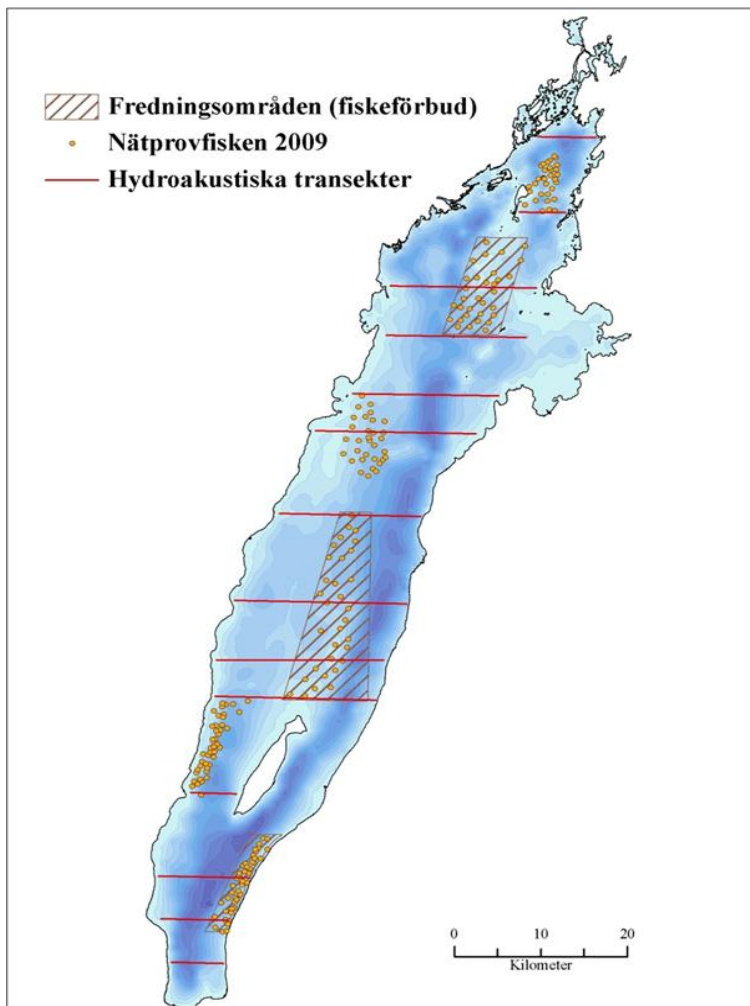 Fredningsområden (fiskeförbud)
Nätprovfisken 2009
Hydroakustiska transekter
0 10 20
Kilometer